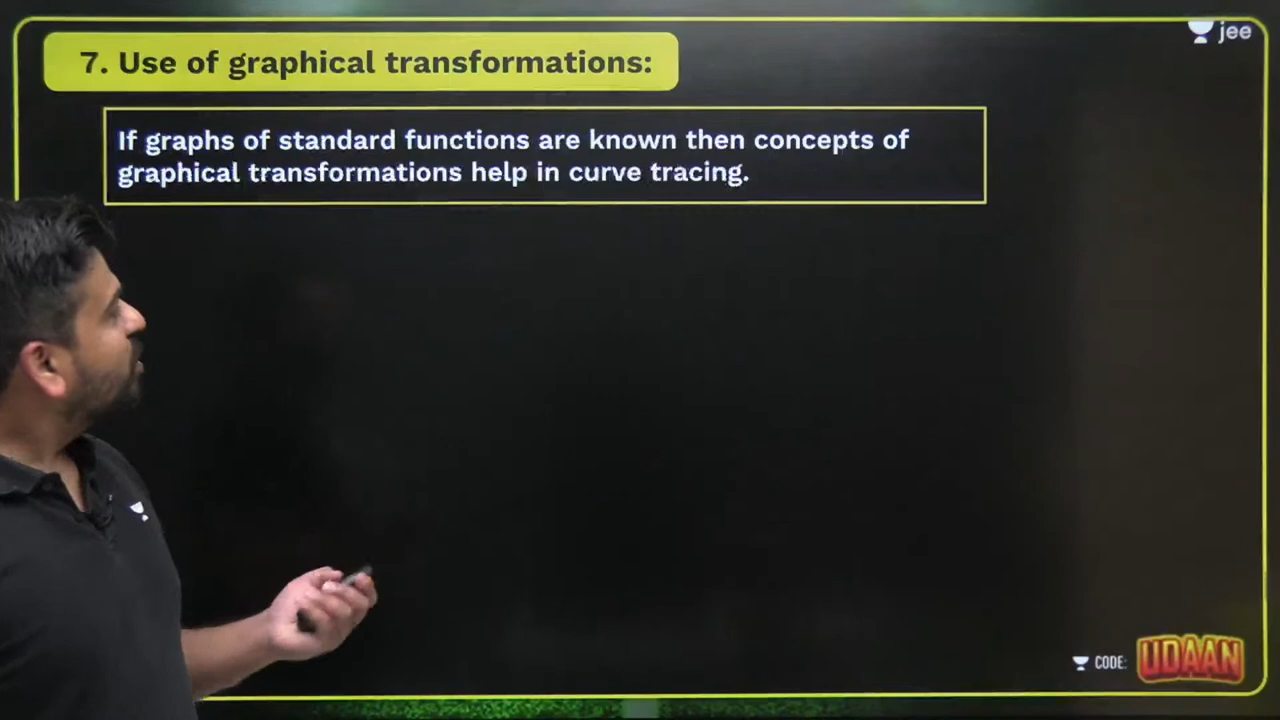 jee
7. Use of graphical transformations:
If graphs of standard functions are known then concepts of
graphical transformations help in curve tracing.
CODE: UDAAN